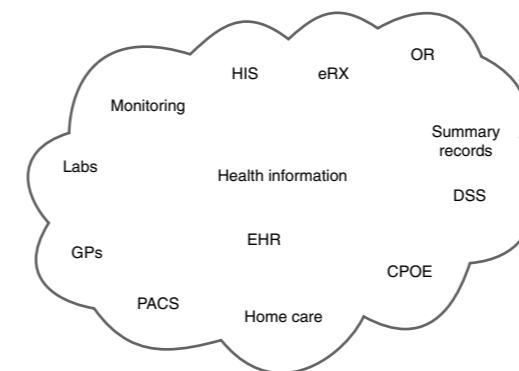 OR
HIS
eRX
Monitoring
Summary
records
Labs
Health information
DSS
EHR
GPs
CPOE
PACS
Home care